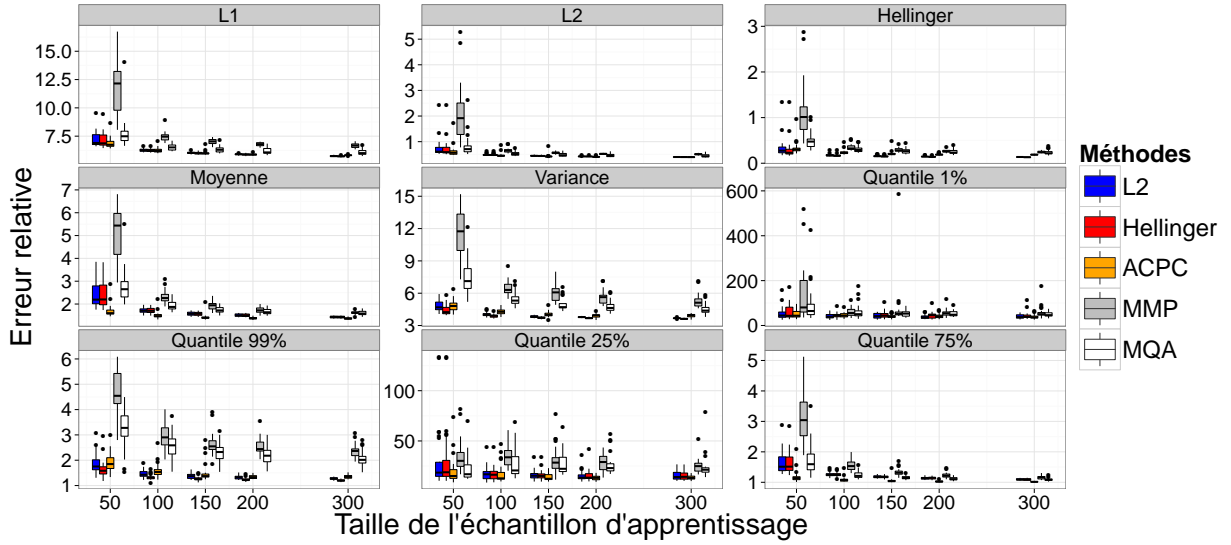 L1
L2
Hellinger
15.0
12.5
10.0
7.5
5
4
3
2
1
3
2
1
0
Moyenne
Variance
Quantile 1%
7
6
5
4
3
2
15
12
9
6
3
600
400
200
0
Quantile 99%
Quantile 25%
Quantile 75%
6
5
4
3
2
1
100
50
5
4
3
2
1
50 100 150 200 300
50 100 150 200 300
50 100 150 200 300
Erreur relative
Taille de l'échantillon d'apprentissage
Méthodes
L2
Hellinger
ACPC
MMP
MQA